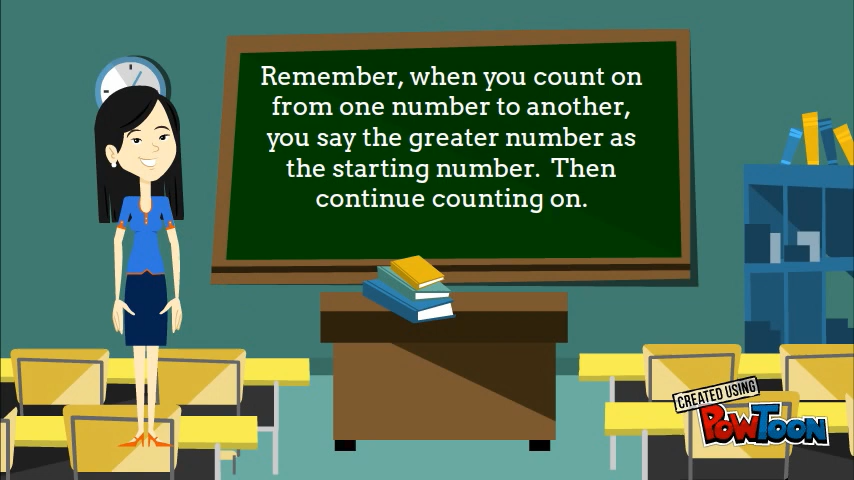 Remember, when you count on
from one number to another,
you say the greater number as
the starting number. Then
continue counting on.
CREATED USING
POWTOON